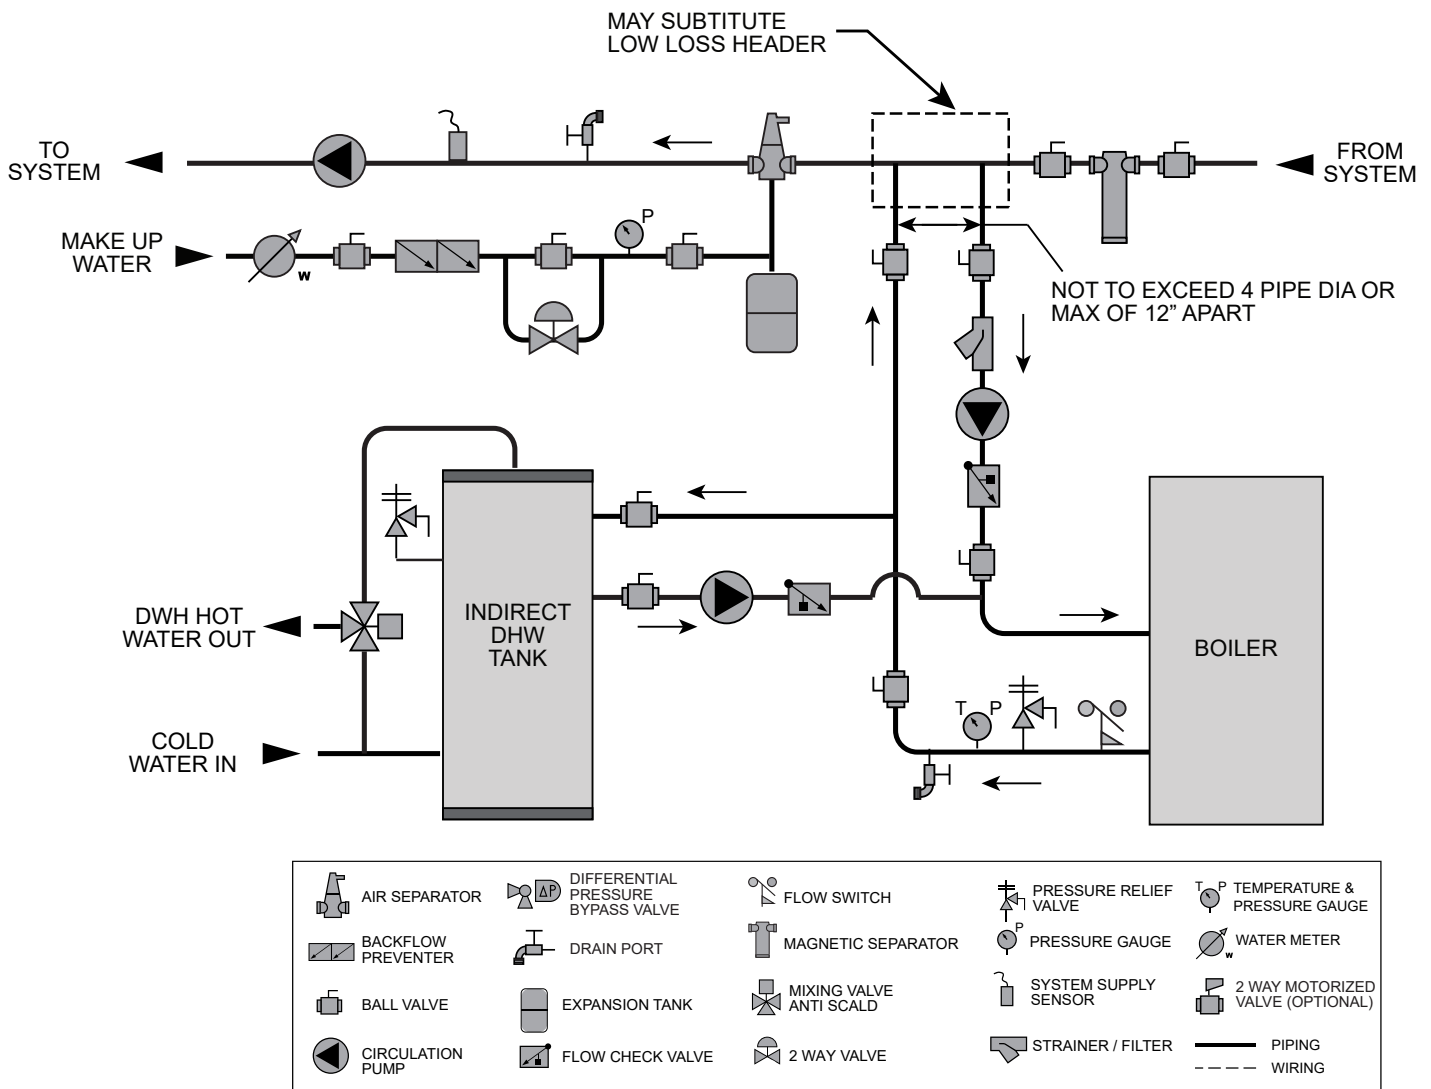 MAY SUBTITUTE
LOW LOSS HEADER
TO
SYSTEM
FROM
SYSTEM
MAKE UP
WATER
w
P
NOT TO EXCEED 4 PIPE DIA OR
MAX OF 12” APART
DWH HOT
WATER OUT
INDIRECT
DHW
TANK
BOILER
T P
COLD
WATER IN
AIR SEPARATOR
BACKFLOW
PREVENTER
BALL VALVE
CIRCULATION
PUMP
ΔP
DIFFERENTIAL
PRESSURE
BYPASS VALVE
DRAIN PORT
EXPANSION TANK
FLOW CHECK VALVE
FLOW SWITCH
MAGNETIC SEPARATOR
MIXING VALVE
ANTI SCALD
2 WAY VALVE
PRESSURE RELIEF
VALVE
P
PRESSURE GAUGE
SYSTEM SUPPLY
SENSOR
STRAINER / FILTER
T P
TEMPERATURE &
PRESSURE GAUGE
w
WATER METER
2 WAY MOTORIZED
VALVE (OPTIONAL)
PIPING
WIRING